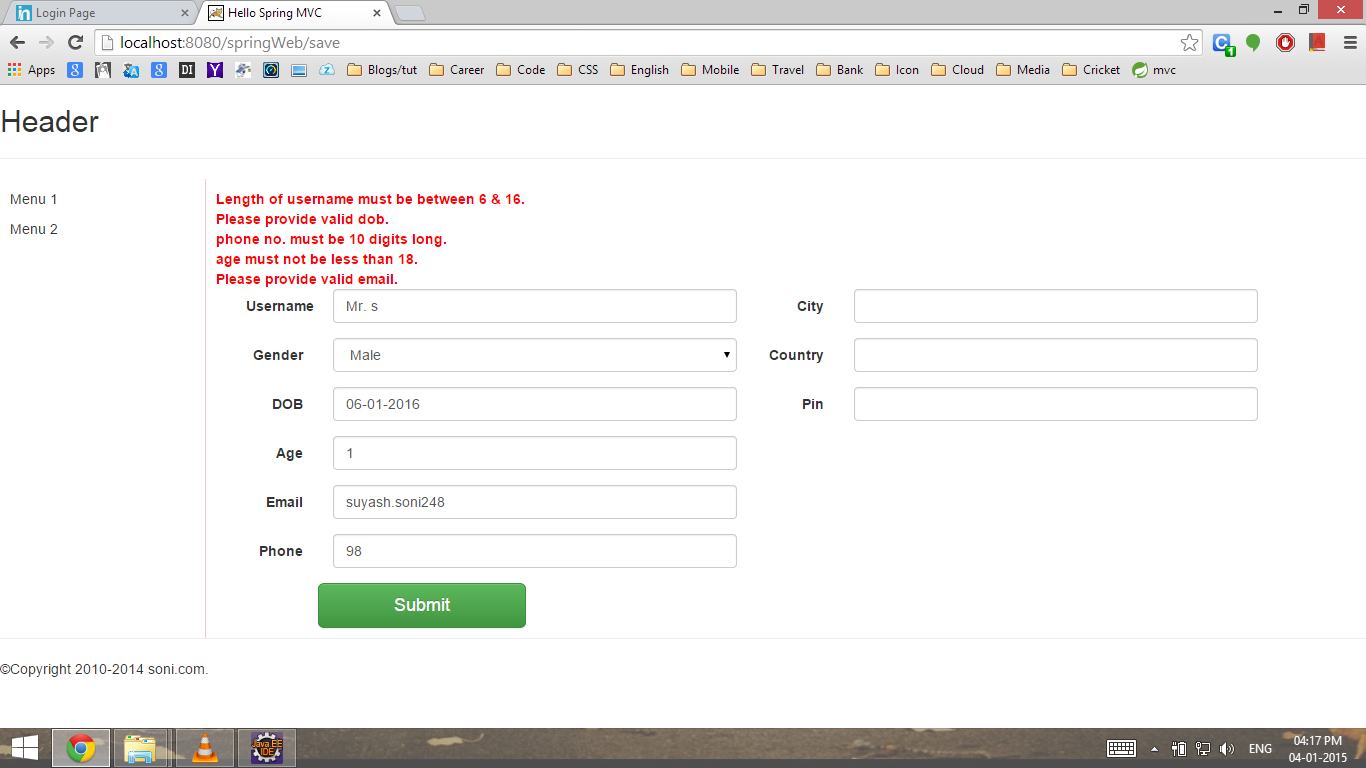 Login Page
Hello Spring MVC
localhost:8080/springWeb/save
Apps Blogs/tut Career Code CSS English Mobile Travel Bank Icon Cloud Media Cricket mvc
Header
Menu 1
Menu 2
Length of username must be between 6 & 16.
Please provide valid dob.
phone no. must be 10 digits long.
age must not be less than 18.
Please provide valid email.
Username Mr. s City
Gender Male Country
DOB 06-01-2016 Pin
Age 1
Email suyash.soni248
Phone 98
Submit
©Copyright 2010-2014 soni.com.
Java EE
IDE
ENG
04:17 PM
04-01-2015